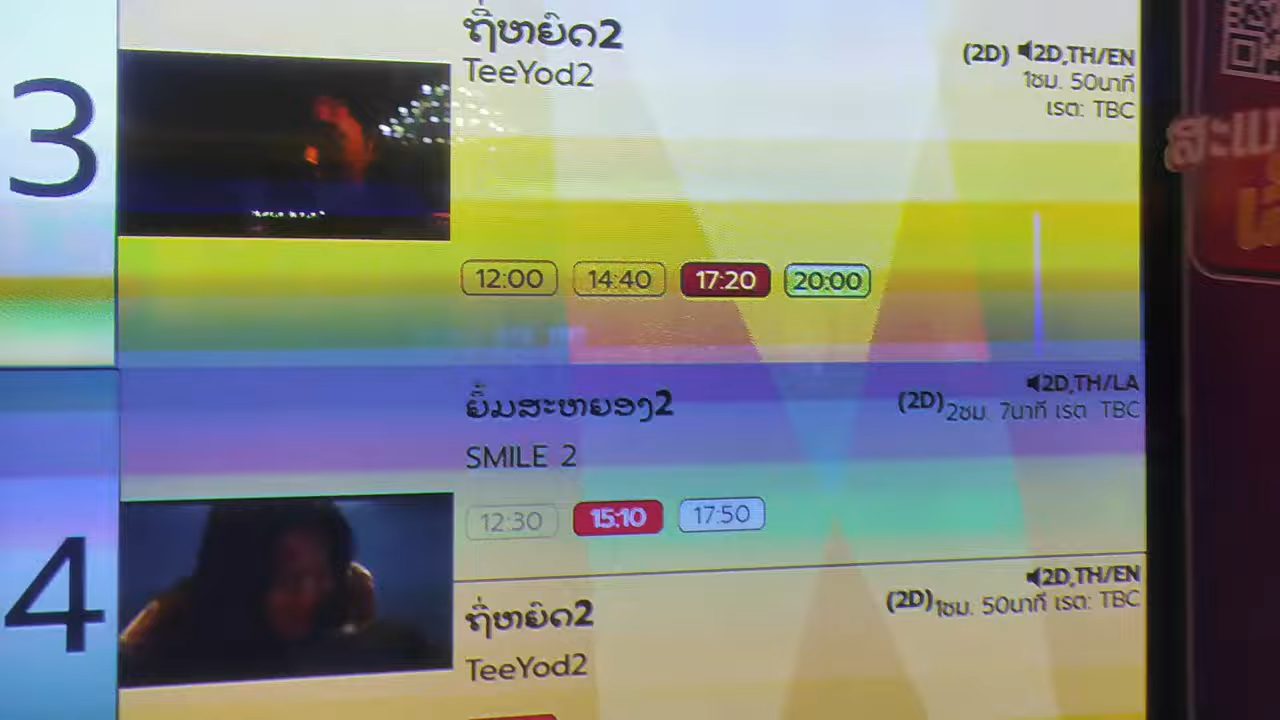 3
ຖີ່ຫຍົດ2
TeeYod2
(2D) 2D,TH/EN
1ชม. 50นาที
เรต: TBC
12:00 14:40 17:20 20:00
4
ຍິ້ມສະຫຍອງ2
SMILE 2
(2D) 2D,TH/LA
2ชม. 7นาที เรต TBC
12:30 15:10 17:50
ຖີ່ຫຍົດ2
TeeYod2
(2D) 2D,TH/EN
1ชม. 50นาที เรต: TBC